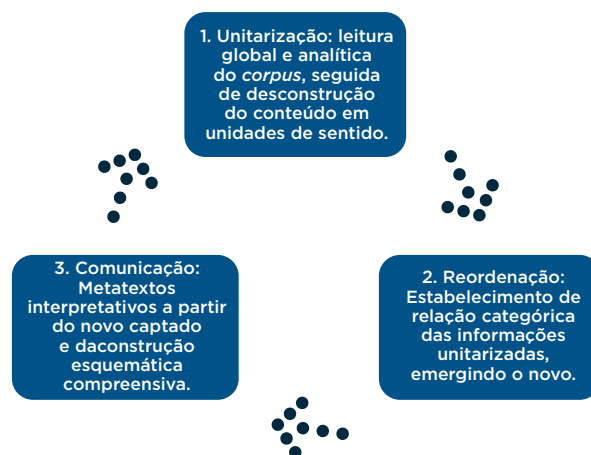 1. Unitarização: leitura
global e analítica
do corpus, seguida
de desconstrução
do conteúdo em
unidades de sentido.
2. Reordenação:
Estabelecimento de
relação categórica
das informações
unitarizadas,
emergindo o novo.
3. Comunicação:
Metatextos
interpretativos a partir
do novo captado
e daconstrução
esquemática
compreensiva.